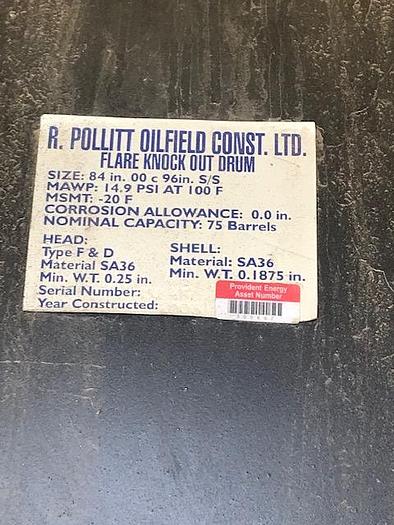 R. POLLITT OILFIELD CONST. LTD.
FLARE KNOCK OUT DRUM
SIZE: 84 in. 00 c 96in. S/S
MAWP: 14.9 PSI AT 100 F
MSMT: -20 F
CORROSION ALLOWANCE: 0.0 in.
NOMINAL CAPACITY: 75 Barrels
HEAD:
Type F & D
Material SA36
Min. W.T. 0.25 in.
Serial Number:
Year Constructed:
SHELL:
Material: SA36
Min. W.T. 0.1875 in.
Provident Energy
Asset Number